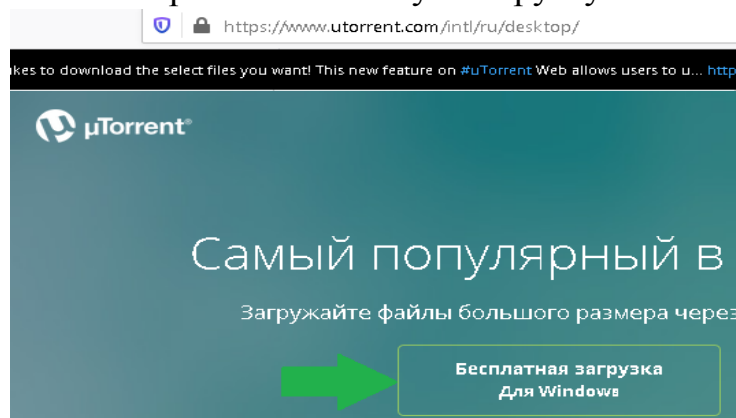 https://www.utorrent.com/intl/ru/desktop/
kes to download the select files you want! This new feature on #uTorrent Web allows users to u... http
µTorrent®
Самый популярный в
Загружайте файлы большого размера через
Бесплатная загрузка
Для Windows